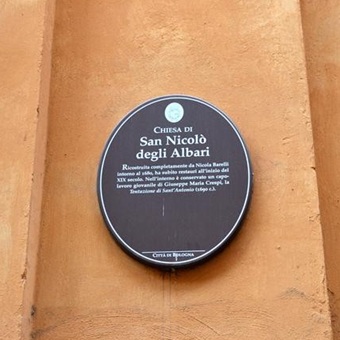 CHIESA DI
San Nicolò
degli Albari
Ricostruita completamente da Nicola Barelli
intorno al 1680, ha subito restauri all'inizio del
XIX secolo. Nell'interno è conservato un capo-
lavoro giovanile di Giuseppe Maria Crespi, la
Tentazione di Sant'Antonio (1690 c.).
CITTÀ DI BOLOGNA